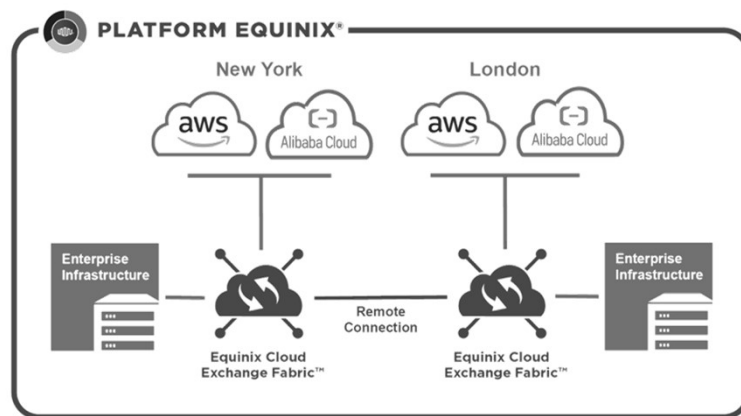 PLATFORM EQUINIX®
New York
London
aws
Alibaba Cloud
aws
Alibaba Cloud
Enterprise
Infrastructure
Enterprise
Infrastructure
Remote
Connection
Equinix Cloud
Exchange Fabric™
Equinix Cloud
Exchange Fabric™